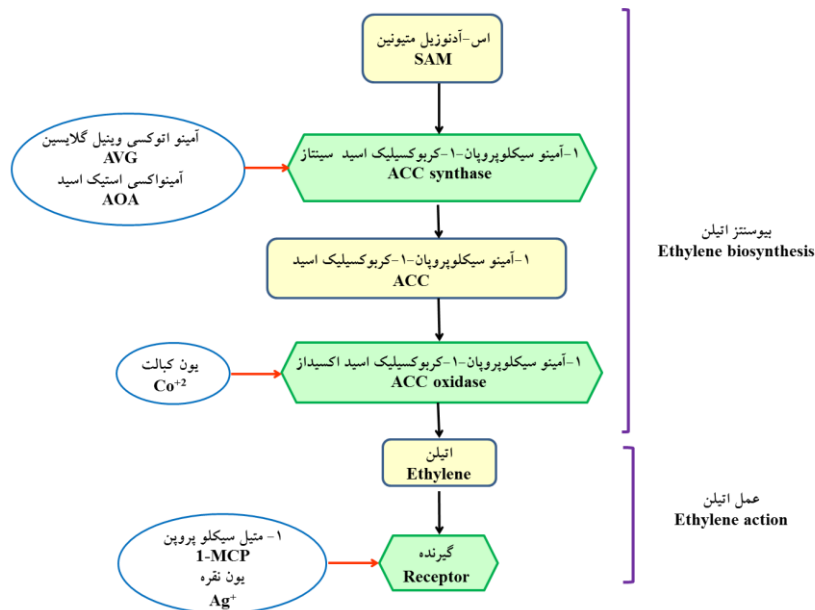 اس-آدنوزیل متیونین
SAM
آمینو اتوکسی وینیل گلایسین
AVG
آمینواکسی استیک اسید
AOA
۱-آمینو سیکلوپروپان-۱-کربوکسیلیک اسید سینتاز
ACC synthase
بیوسنتز اتیلن
Ethylene biosynthesis
۱-آمینو سیکلوپروپان-۱-کربوکسیلیک اسید
ACC
یون کبالت
Co+2
۱-آمینو سیکلوپروپان-۱-کربوکسیلیک اسید اکسیداز
ACC oxidase
اتیلن
Ethylene
عمل اتیلن
Ethylene action
۱- متیل سیکلو پروپن
1-MCP
یون نقره
Ag+
گیرنده
Receptor